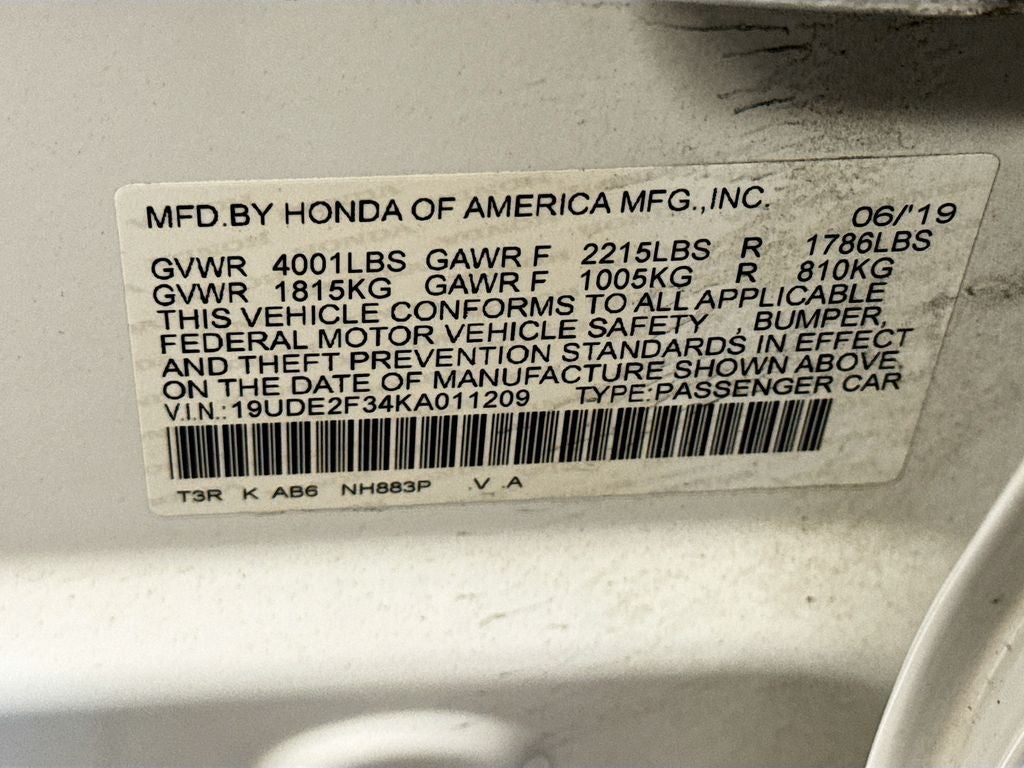 MFD.BY HONDA OF AMERICA MFG.,INC. 06/'19
GVWR 4001LBS GAWR F 2215LBS R 1786LBS
GVWR 1815KG GAWR F 1005KG R 810KG
THIS VEHICLE CONFORMS TO ALL APPLICABLE
FEDERAL MOTOR VEHICLE SAFETY , BUMPER,
AND THEFT PREVENTION STANDARDS IN EFFECT
ON THE DATE OF MANUFACTURE SHOWN ABOVE.
V.I.N.: 19UDE2F34KA011209 TYPE:PASSENGER CAR
T3R K AB6 NH883P .V .A